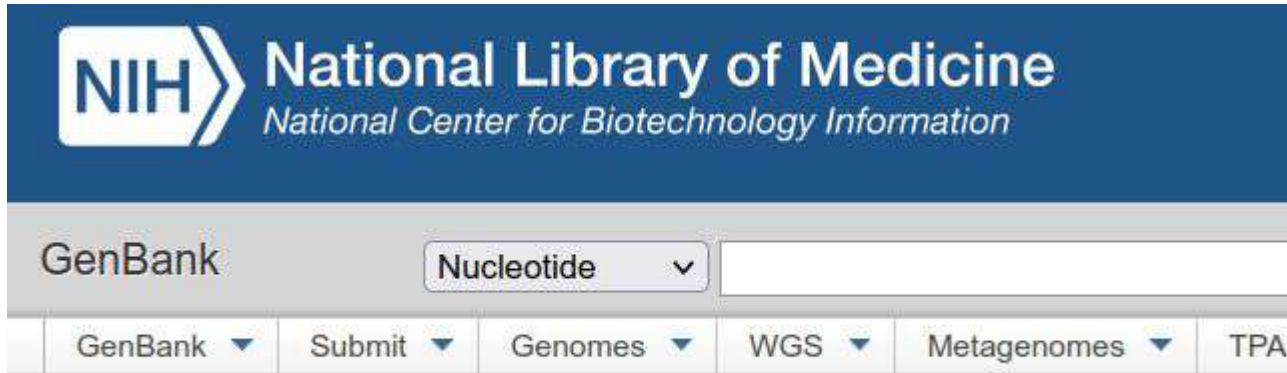 NIH National Library of Medicine
National Center for Biotechnology Information
GenBank Nucleotide
GenBank Submit Genomes WGS Metagenomes TPA